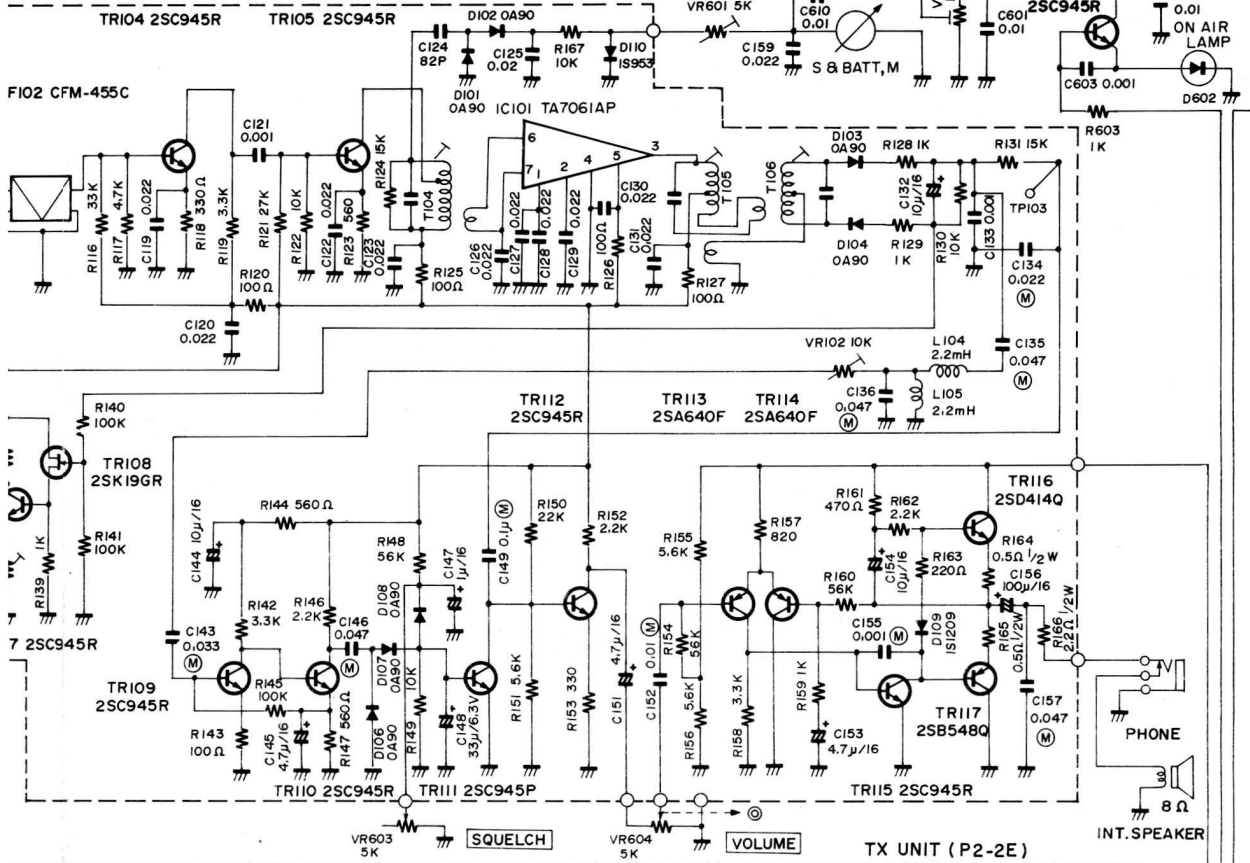 TR104 2SC945R
TR105 2SC945R
D102 0A90
VR601 5K
C610
0.01
C601
0.01
2SC945R
0.01
ON AIR
LAMP
C124
82P
C125
0.02
R167
10K
D110
IS953
C159
0.022
S & BATT, M
C603 0.001
D602
D101
0A90
IC101 TA7061AP
F102 CFM-455C
C121
0.001
6
7
1
2
4
5
3
D103
0A90
R128 1K
R131 15K
R603
1K
R124 15K
T104
T105
T106
C132
10μ/16
TP103
33K
R116
4.7K
R117
0.022
C119
330Ω
R118
3.3K
R119
27K
R121
10K
R122
0.022
C122
560
R123
C123
0.022
R125
100Ω
C126
0.022
0.022
C127
0.022
C128
0.022
C129
C130
0.022
100Ω
R126
C131
0.022
R127
100Ω
D104
0A90
R129
1K
R130
10K
C133
0.001
C134
0.022
M
R120
100Ω
C120
0.022
VR102 10K
L104
2.2mH
C135
0.047
M
C136
0.047
M
L105
2.2mH
R140
100K
TR112
2SC945R
TR113
2SA640F
TR114
2SA640F
TR108
2SK19GR
R141
100K
1K
R139
TR116
2SD414Q
R144 560Ω
C144 10μ/16
R148
56K
C147
1μ/16
C149 0.1μ M
R150
22K
R152
2.2K
R155
5.6K
R157
820
R161
470Ω
R162
2.2K
R163
220Ω
R164
0.5Ω 1/2 W
C156
100μ/16
C154
10μ/16
R160
56K
7 2SC945R
C143
0.033
M
R142
3.3K
R146
2.2K
C146
0.047
M
D108
0A90
D107
0A90
R154
56K
C152
0.01 M
C155
0.001 M
D109
IS1209
R165
0.5Ω 1/2W
R166
2.2Ω 1/2W
TR109
2SC945R
R145
100K
R143
100Ω
C145
4.7μ/16
R147 560Ω
D106
0A90
10K
R149
C148
33μ/6.3V
R151 5.6K
R153 330
C151
4.7μ/16
5.6K
R156
3.3K
R158
R159 1K
C153
4.7μ/16
TR117
2SB548Q
C157
0.047
M
PHONE
TR110 2SC945R
TR111 2SC945P
TR115 2SC945R
8Ω
INT. SPEAKER
VR603
5K
SQUELCH
VR604
5K
VOLUME
TX UNIT (P2-2E)